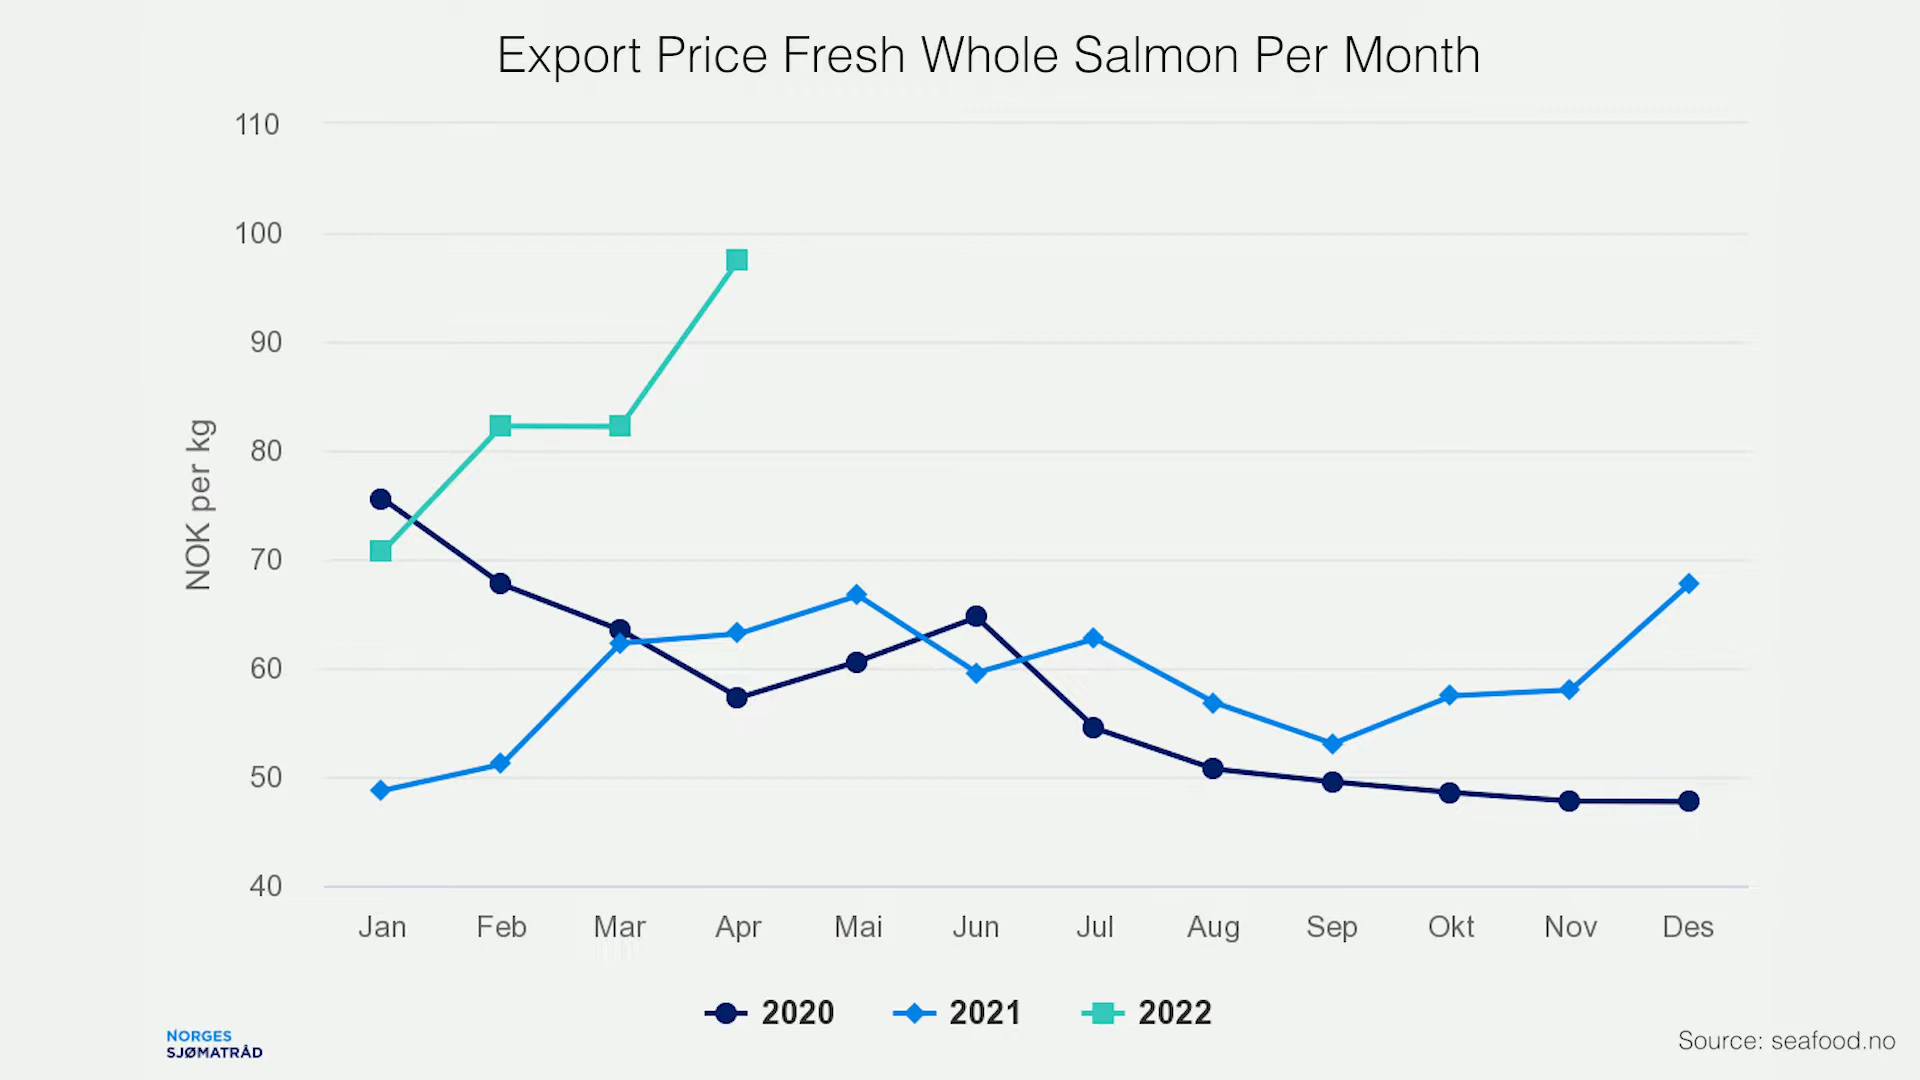 Export Price Fresh Whole Salmon Per Month
110
100
90
80
70
60
50
40
NOK per kg
Jan Feb Mar Apr Mai Jun Jul Aug Sep Okt Nov Des
2020 2021 2022
NORGES
SJØMATRÅD
Source: seafood.no